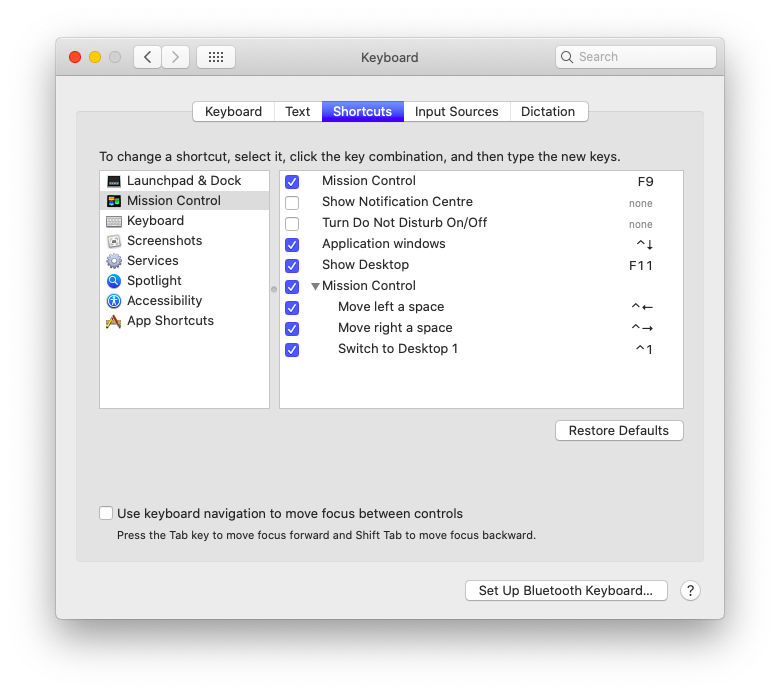 Keyboard
Search
Keyboard Text Shortcuts Input Sources Dictation
To change a shortcut, select it, click the key combination, and then type the new keys.
Launchpad & Dock
Mission Control
Keyboard
Screenshots
Services
Spotlight
Accessibility
App Shortcuts
Mission Control F9
Show Notification Centre none
Turn Do Not Disturb On/Off none
Application windows ^↓
Show Desktop F11
Mission Control
Move left a space ^←
Move right a space ^→
Switch to Desktop 1 ^1
Restore Defaults
Use keyboard navigation to move focus between controls
Press the Tab key to move focus forward and Shift Tab to move focus backward.
Set Up Bluetooth Keyboard... ?